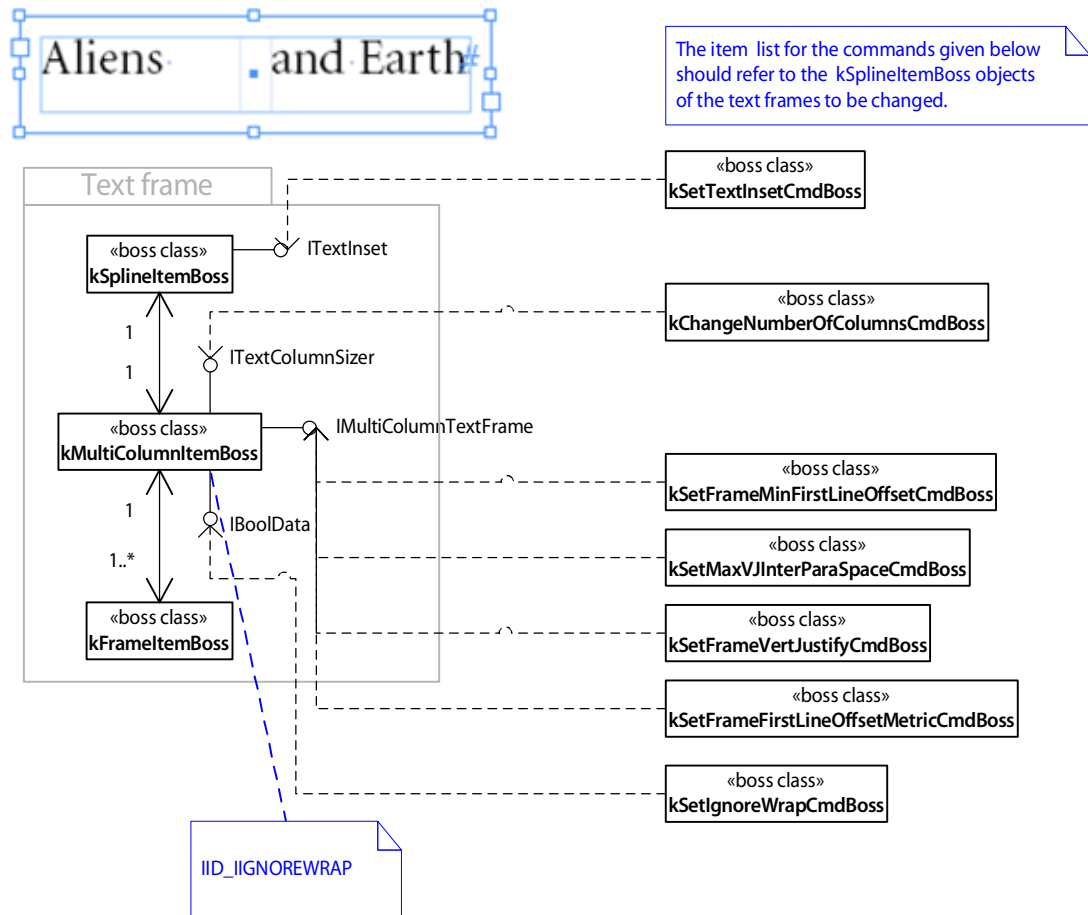 Aliens · and·Earth#
The item list for the commands given below
should refer to the kSplineItemBoss objects
of the text frames to be changed.
Text frame
«boss class»
kSetTextInsetCmdBoss
«boss class»
kSplineItemBoss
ITextInset
«boss class»
kChangeNumberOfColumnsCmdBoss
1
1
ITextColumnSizer
«boss class»
kMultiColumnItemBoss
IMultiColumnTextFrame
«boss class»
kSetFrameMinFirstLineOffsetCmdBoss
1
IBoolData
1..*
«boss class»
kSetMaxVJInterParaSpaceCmdBoss
«boss class»
kFrameItemBoss
«boss class»
kSetFrameVertJustifyCmdBoss
«boss class»
kSetFrameFirstLineOffsetMetricCmdBoss
«boss class»
kSetIgnoreWrapCmdBoss
IID_IIGNOREWRAP